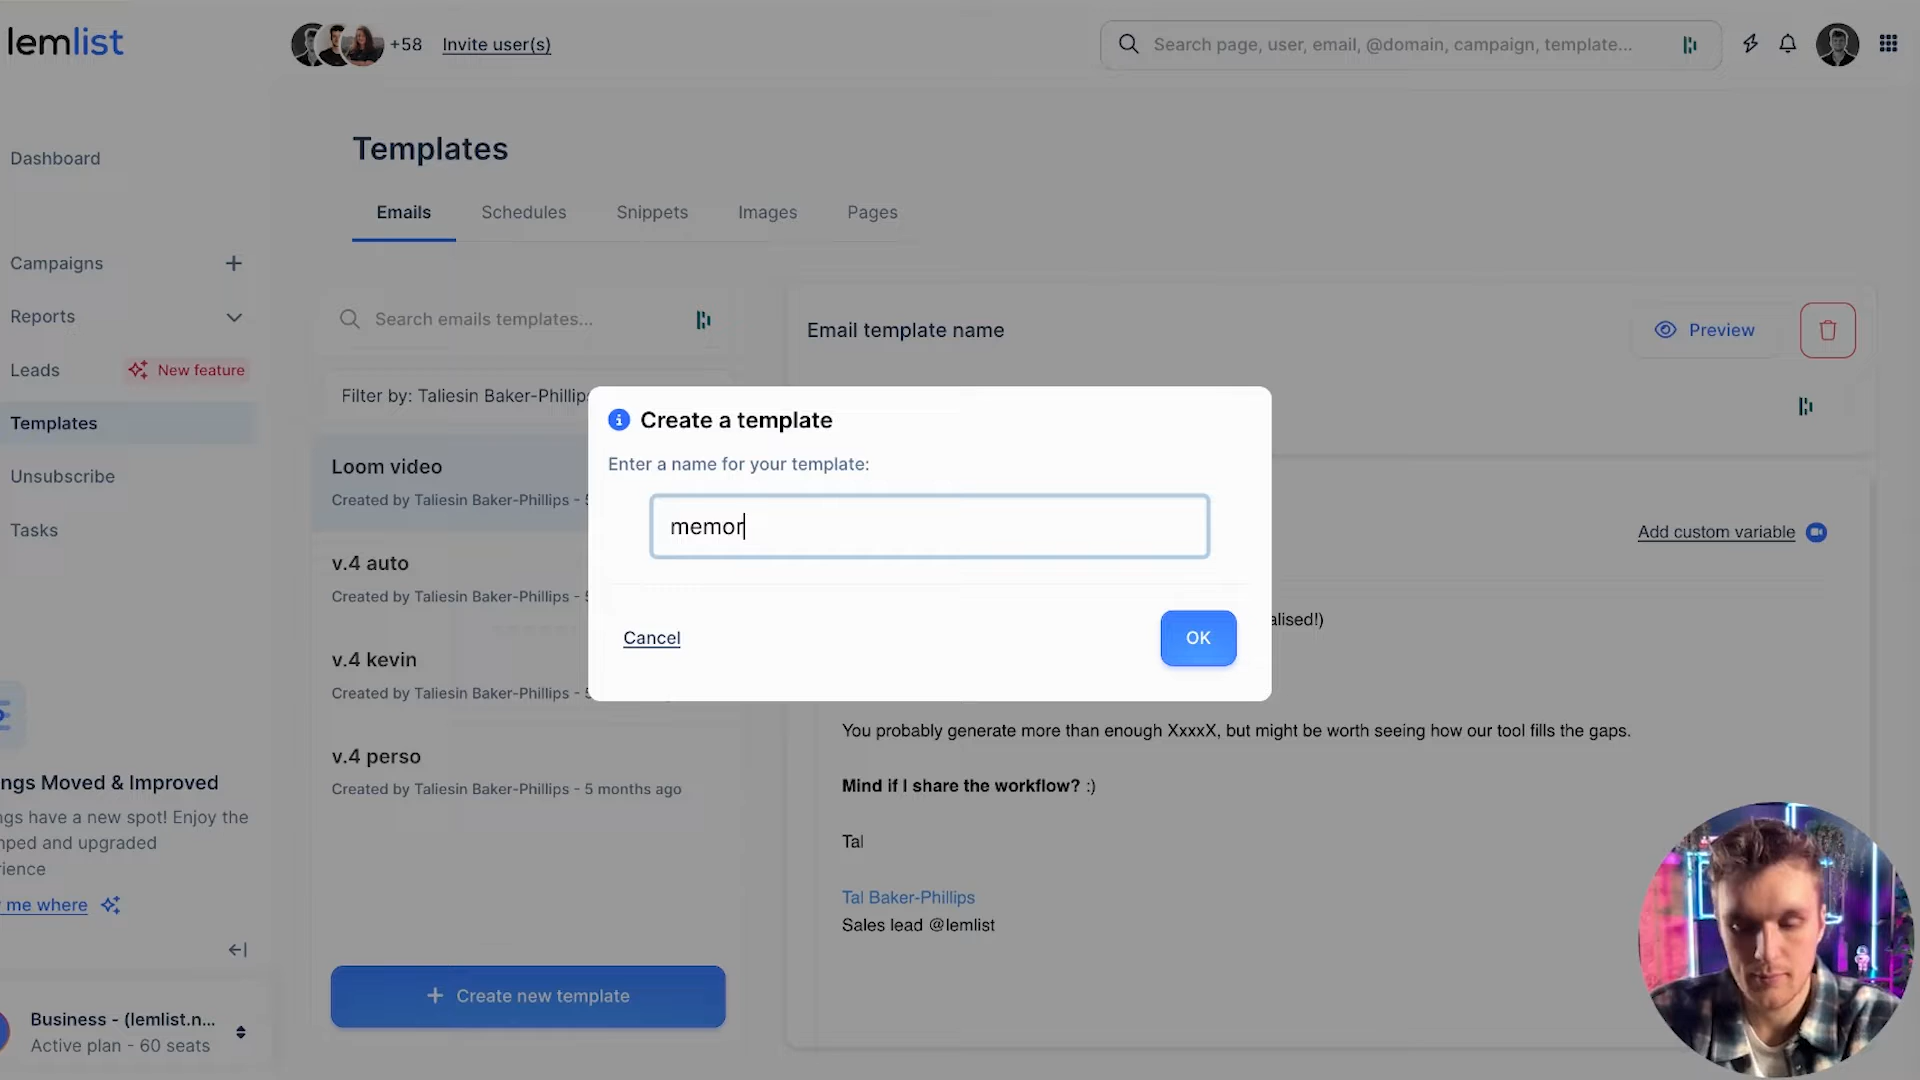 lemlist
+58
Invite user(s)
Search page, user, email, @domain, campaign, template...
Dashboard
Campaigns
Reports
Leads
New feature
Templates
Unsubscribe
Tasks
ngs Moved & Improved
ngs have a new spot! Enjoy the
mped and upgraded
rience
me where
Business - (lemlist.n...
Active plan - 60 seats
Templates
Emails
Schedules
Snippets
Images
Pages
Search emails templates...
Filter by: Taliesin Baker-Phillips
Loom video
Created by Taliesin Baker-Phillips - 5
v.4 auto
Created by Taliesin Baker-Phillips - 5
v.4 kevin
Created by Taliesin Baker-Phillips - 5
v.4 perso
Created by Taliesin Baker-Phillips - 5 months ago
Create new template
Email template name
Preview
Add custom variable
Create a template
Enter a name for your template:
memor
Cancel
OK
alised!)
You probably generate more than enough XxxxX, but might be worth seeing how our tool fills the gaps.
Mind if I share the workflow? :)
Tal
Tal Baker-Phillips
Sales lead @lemlist